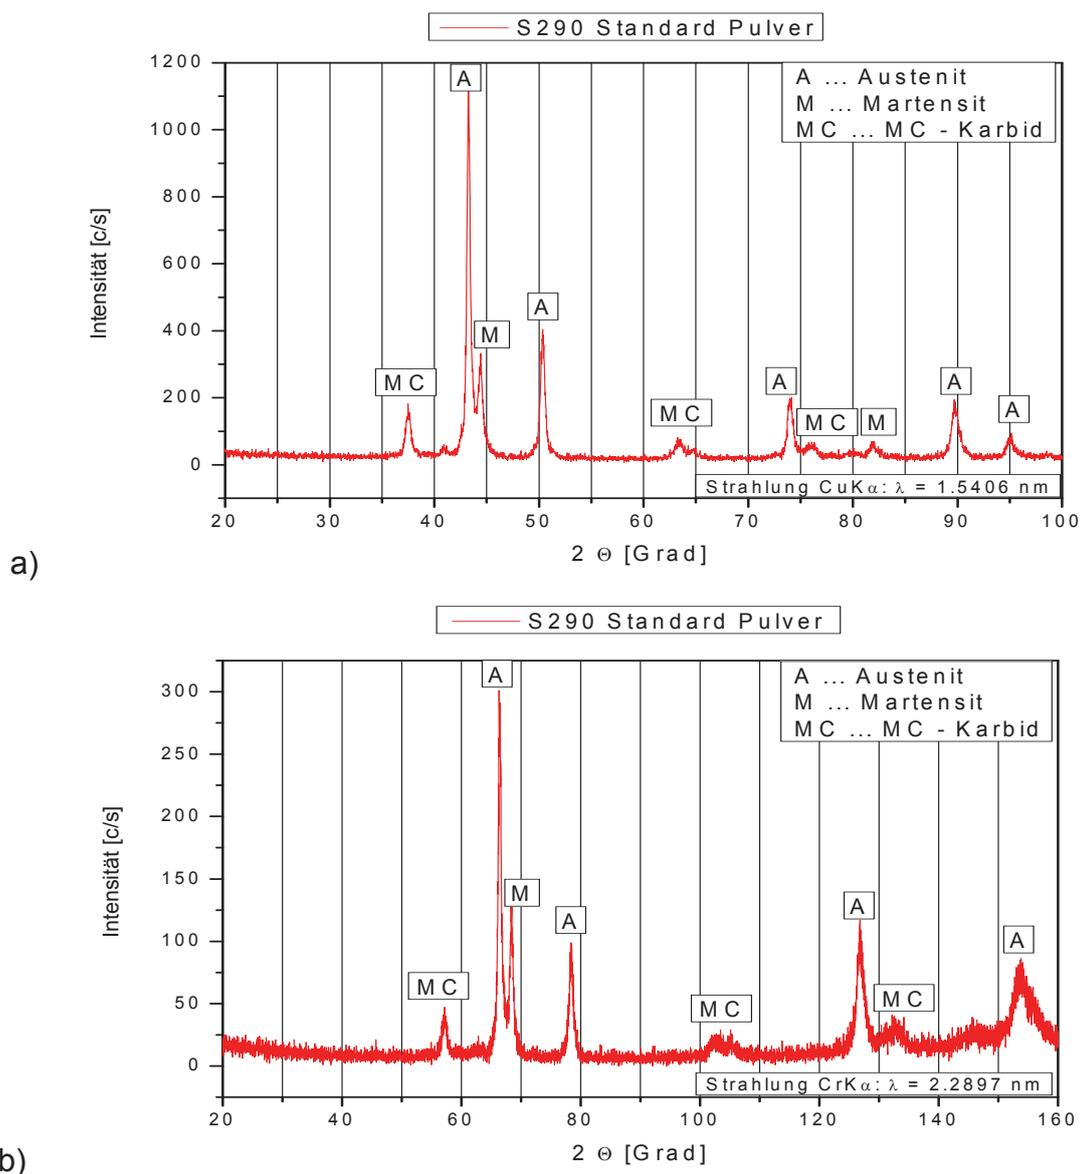 S290 Standard Pulver
1200
1000
800
600
400
200
0
Intensität [c/s]
A ... Austenit
M ... Martensit
MC ... MC - Karbid
MC
A
M
A
MC
A
MC
M
A
A
Strahlung CuKα: λ = 1.5406 nm
20 30 40 50 60 70 80 90 100
2 Θ [Grad]
a)
S290 Standard Pulver
300
250
200
150
100
50
0
Intensität [c/s]
A ... Austenit
M ... Martensit
MC ... MC - Karbid
MC
A
M
A
MC
A
MC
A
Strahlung CrKα: λ = 2.2897 nm
20 40 60 80 100 120 140 160
2 Θ [Grad]
b)